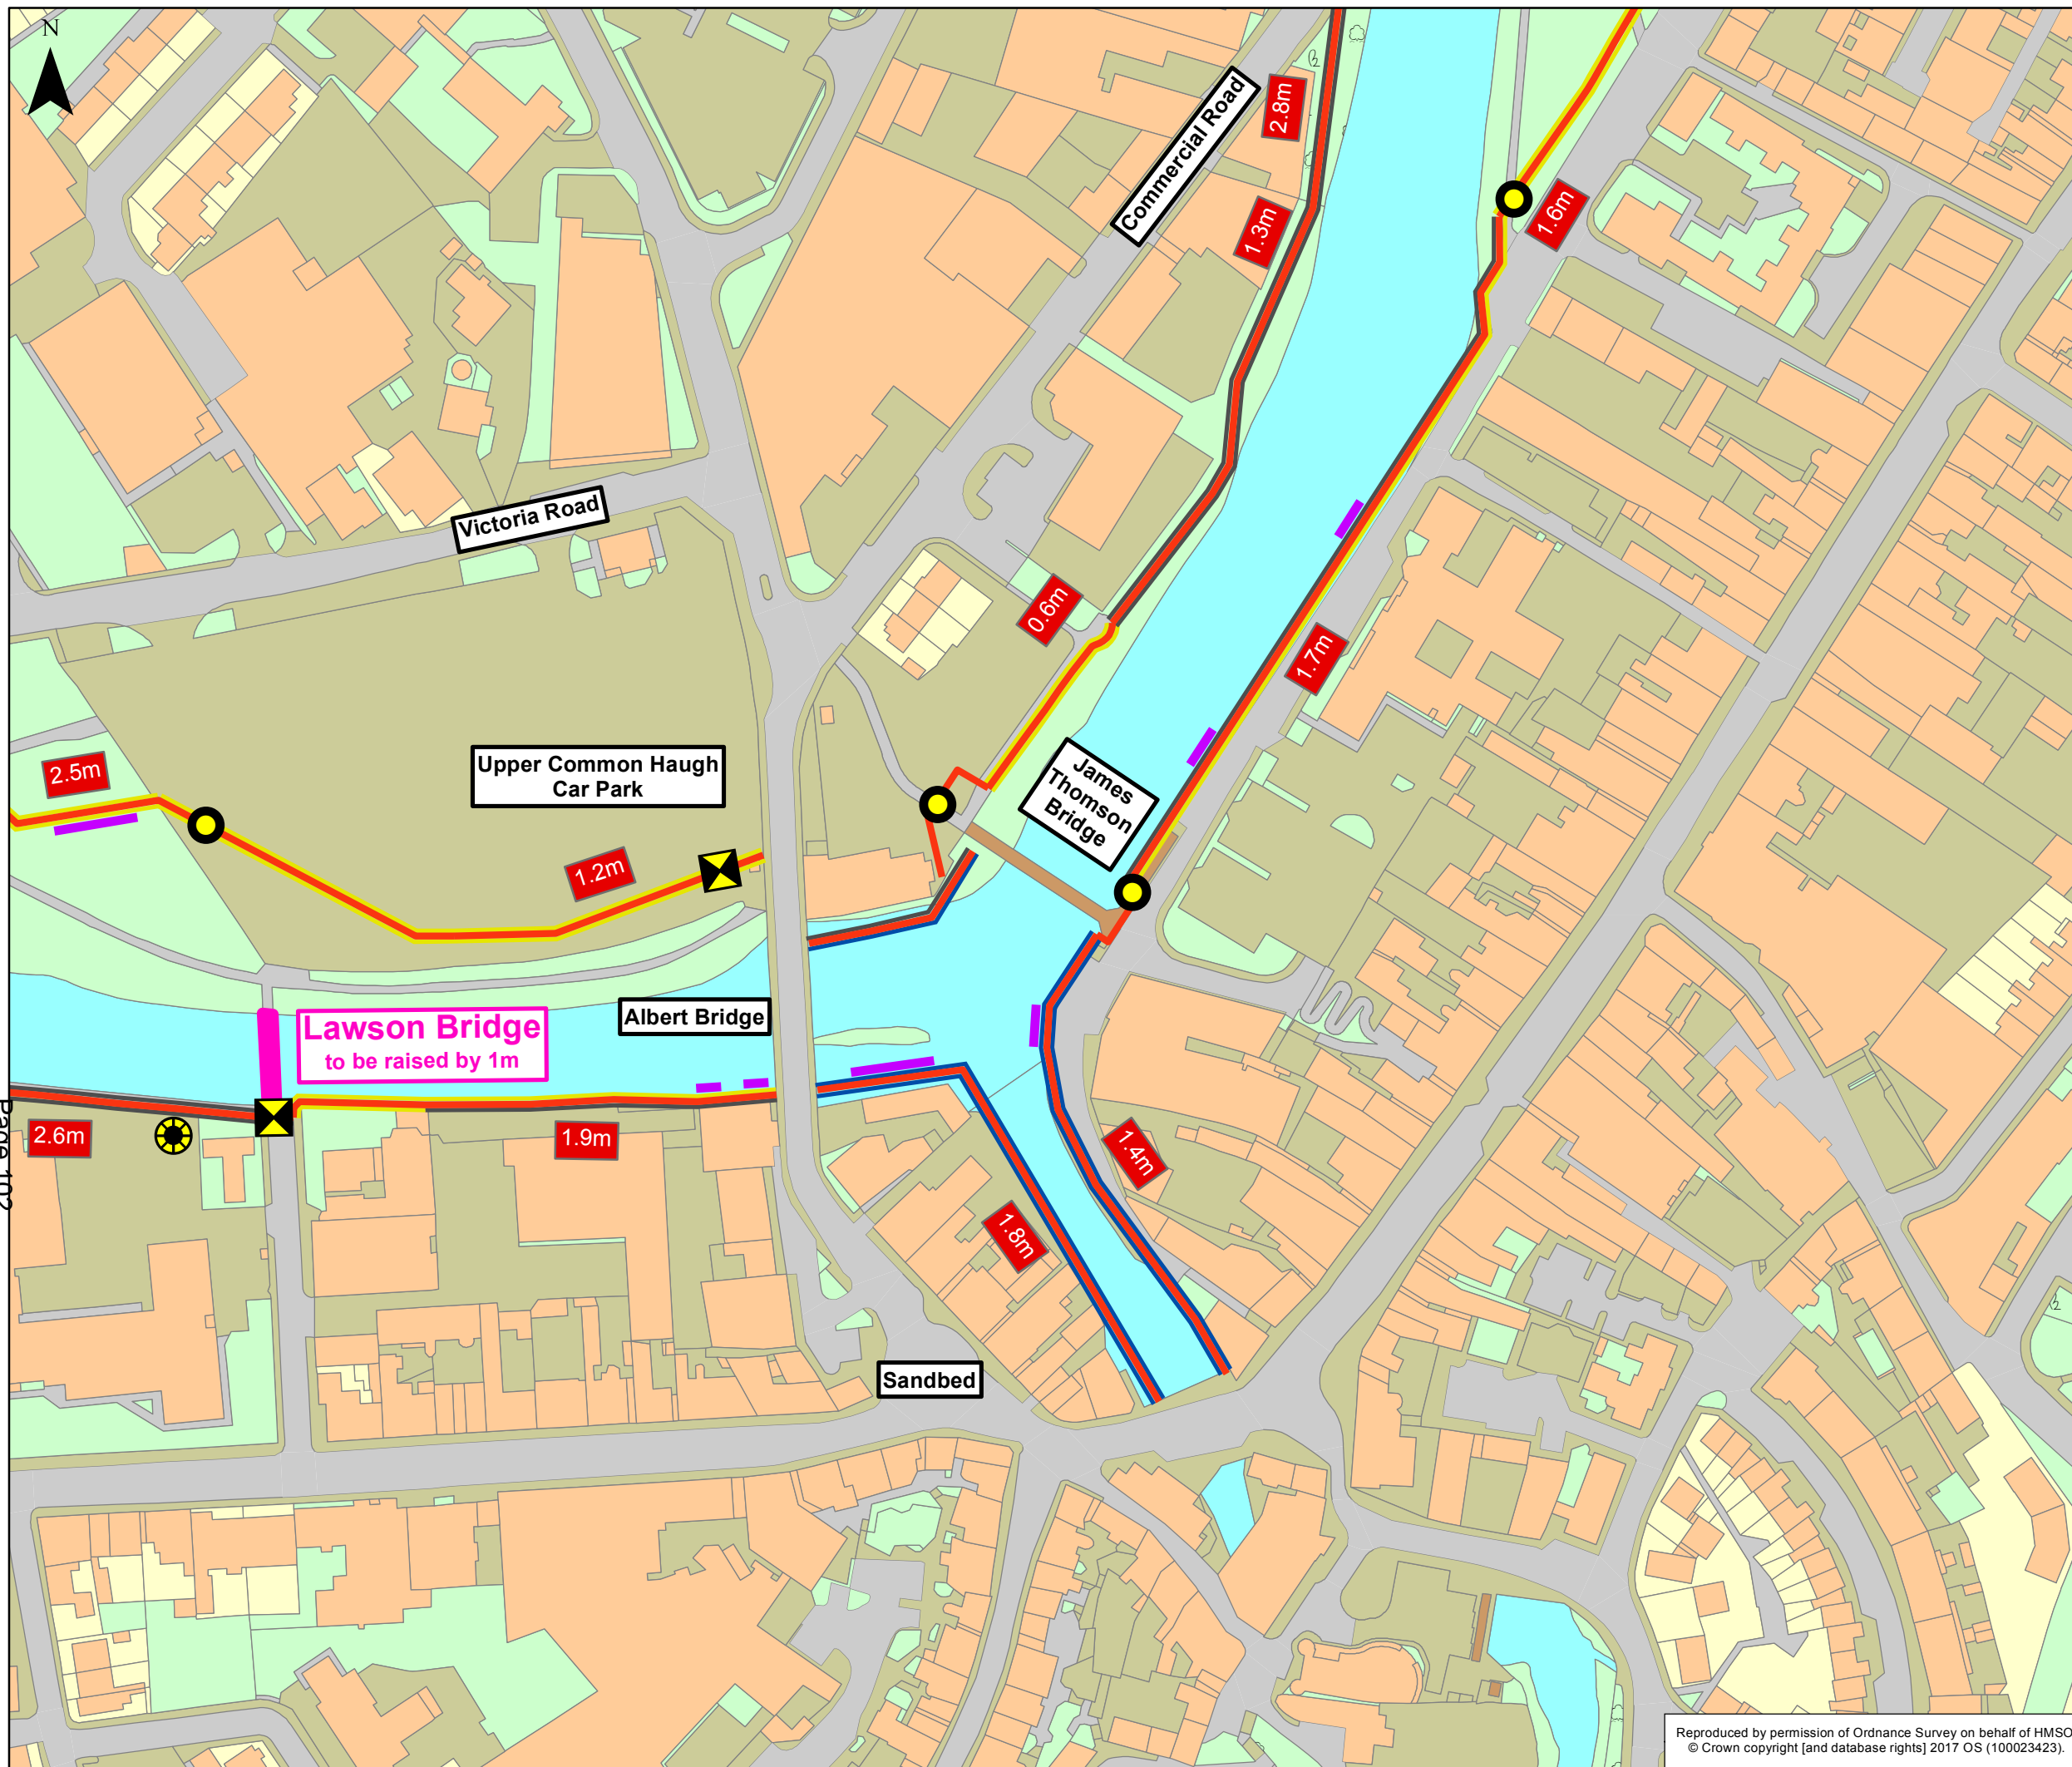 N
Commercial Road
2.8m
1.3m
1.6m
Victoria Road
0.6m
1.7m
2.5m
Upper Common Haugh
Car Park
James
Thomson
Bridge
1.2m
Albert Bridge
Lawson Bridge
to be raised by 1m
2.6m
1.9m
1.4m
1.8m
Sandbed
Reproduced by permission of Ordnance Survey on behalf of HMSO
© Crown copyright [and database rights] 2017 OS (100023423).